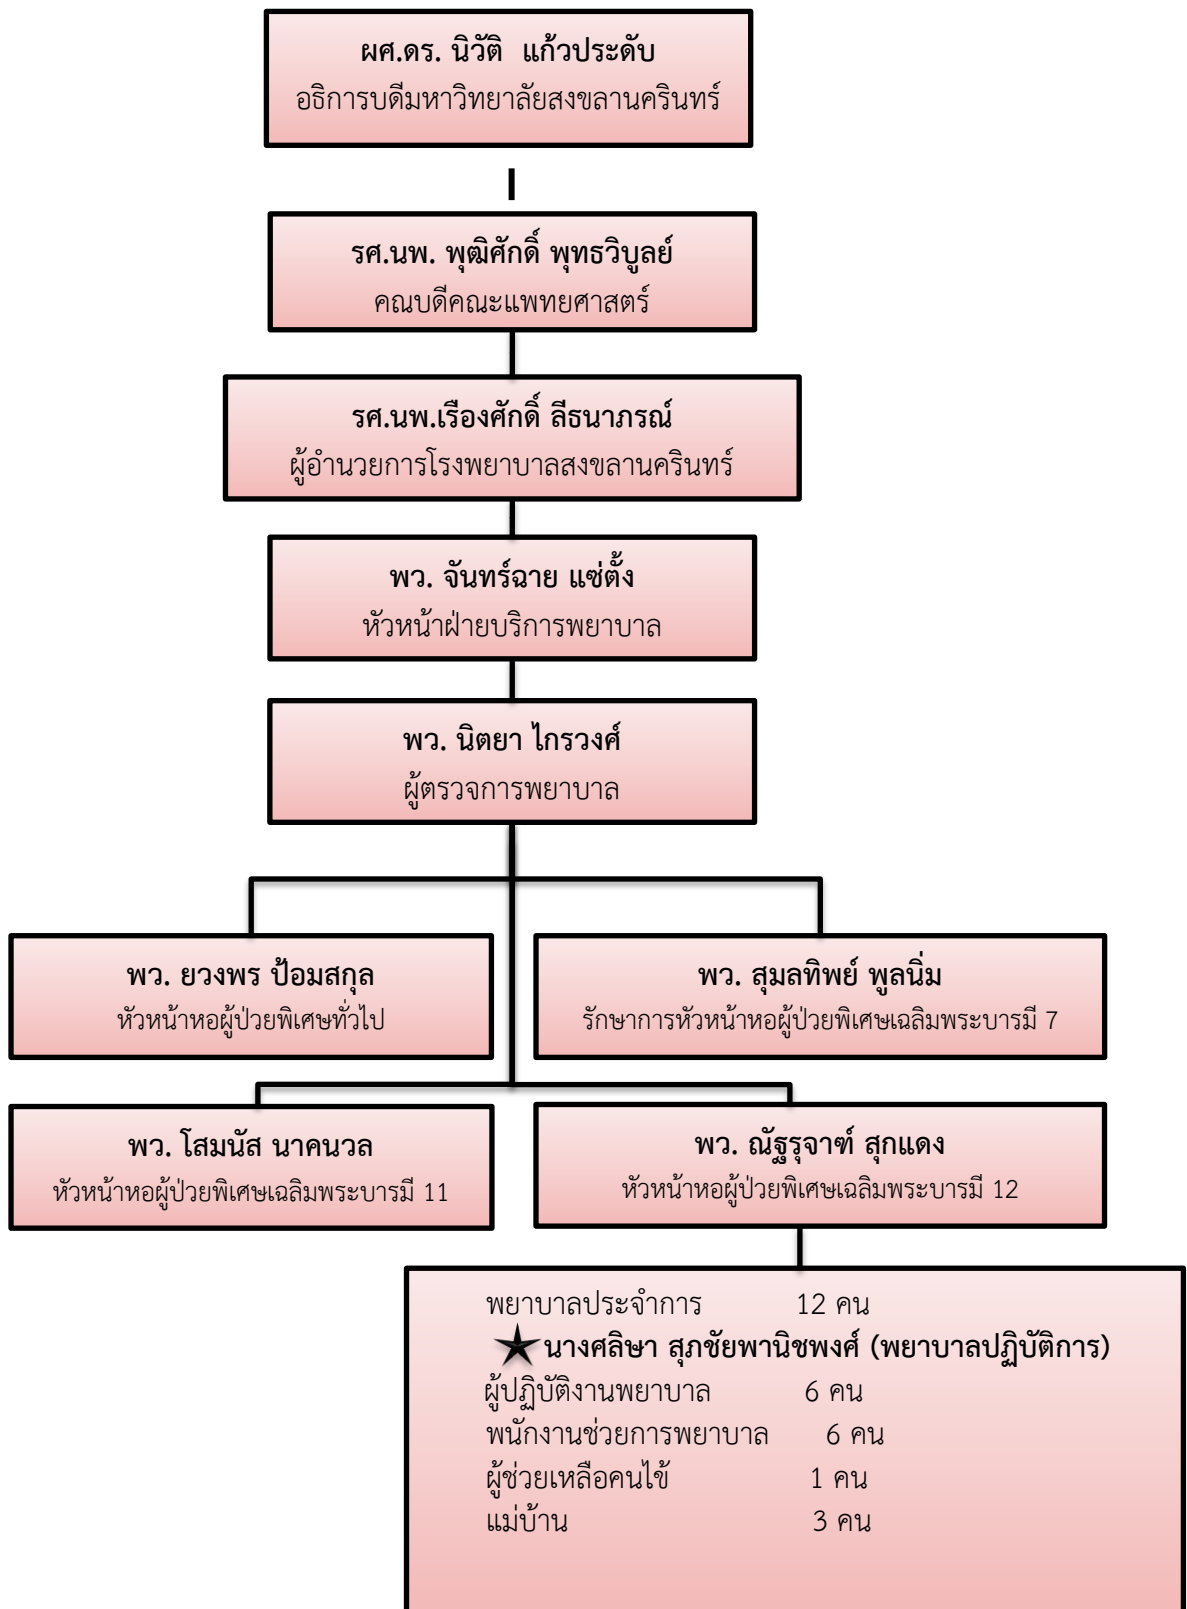 ผศ.ดร. นิวัติ แก้วประดับ
อธิการบดีมหาวิทยาลัยสงขลานครินทร์
รศ.นพ. พุฒิศักดิ์ พุทธวิบูลย์
คณบดีคณะแพทยศาสตร์
รศ.นพ.เรืองศักดิ์ ลีธนาภรณ์
ผู้อำนวยการโรงพยาบาลสงขลานครินทร์
พว. จันทร์ฉาย แซ่ตั้ง
หัวหน้าฝ่ายบริการพยาบาล
พว. นิตยา ไกรวงศ์
ผู้ตรวจการพยาบาล
พว. ยวงพร ป้อมสกุล
หัวหน้าหอผู้ป่วยพิเศษทั่วไป
พว. สุมลทิพย์ พูลนิ่ม
รักษาการหัวหน้าหอผู้ป่วยพิเศษเฉลิมพระบารมี 7
พว. โสมนัส นาคนวล
หัวหน้าหอผู้ป่วยพิเศษเฉลิมพระบารมี 11
พว. ณัฐรุจาฑ์ สุกแดง
หัวหน้าหอผู้ป่วยพิเศษเฉลิมพระบารมี 12
พยาบาลประจำการ 12 คน
นางศลิษา สุภชัยพานิชพงศ์ (พยาบาลปฏิบัติการ)
ผู้ปฏิบัติงานพยาบาล 6 คน
พนักงานช่วยการพยาบาล 6 คน
ผู้ช่วยเหลือคนไข้ 1 คน
แม่บ้าน 3 คน